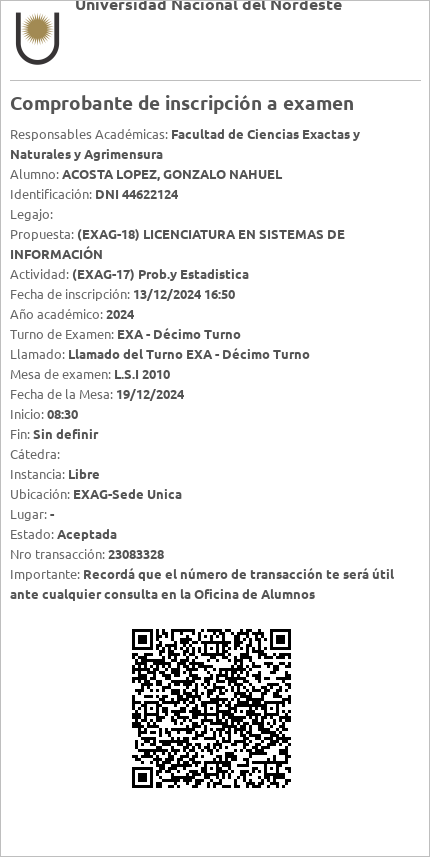 Universidad Nacional del Nordeste
Comprobante de inscripción a examen
Responsables Académicas: Facultad de Ciencias Exactas y
Naturales y Agrimensura
Alumno: ACOSTA LOPEZ, GONZALO NAHUEL
Identificación: DNI 44622124
Legajo:
Propuesta: (EXAG-18) LICENCIATURA EN SISTEMAS DE
INFORMACIÓN
Actividad: (EXAG-17) Prob.y Estadistica
Fecha de inscripción: 13/12/2024 16:50
Año académico: 2024
Turno de Examen: EXA - Décimo Turno
Llamado: Llamado del Turno EXA - Décimo Turno
Mesa de examen: L.S.I 2010
Fecha de la Mesa: 19/12/2024
Inicio: 08:30
Fin: Sin definir
Cátedra:
Instancia: Libre
Ubicación: EXAG-Sede Unica
Lugar: -
Estado: Aceptada
Nro transacción: 23083328
Importante: Recordá que el número de transacción te será útil
ante cualquier consulta en la Oficina de Alumnos